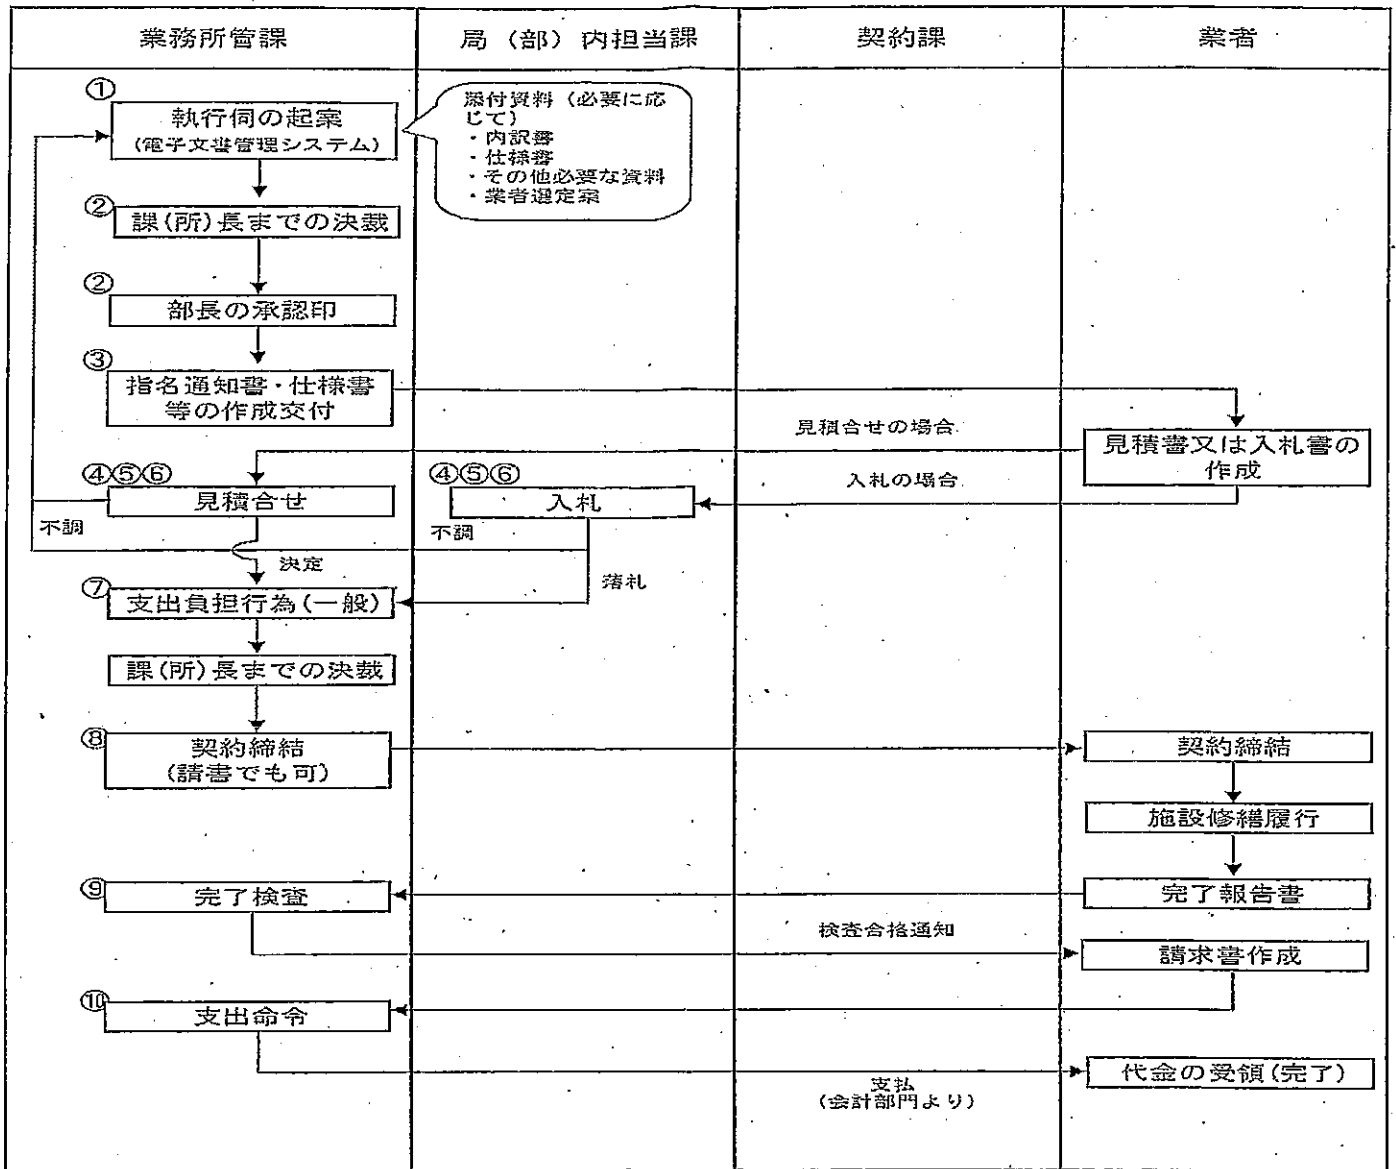 業務所管課
局(部)内担当課
契約課
業者
①
執行伺の起案
(電子文書管理システム)
添付資料(必要に応
じて)
・内訳書
・仕様書
・その他必要な資料
・業者選定案
②
課(所)長までの決裁
②
部長の承認印
③
指名通知書・仕様書
等の作成交付
見積合せの場合
見積書又は入札書の
作成
入札の場合
④⑤⑥
見積合せ
④⑤⑥
入札
不調
不調
決定
落札
⑦
支出負担行為(一般)
課(所)長までの決裁
⑧
契約締結
(請書でも可)
契約締結
施設修繕履行
⑨
完了検査
完了報告書
検査合格通知
請求書作成
⑩
支出命令
代金の受領(完了)
支払
(会計部門より)